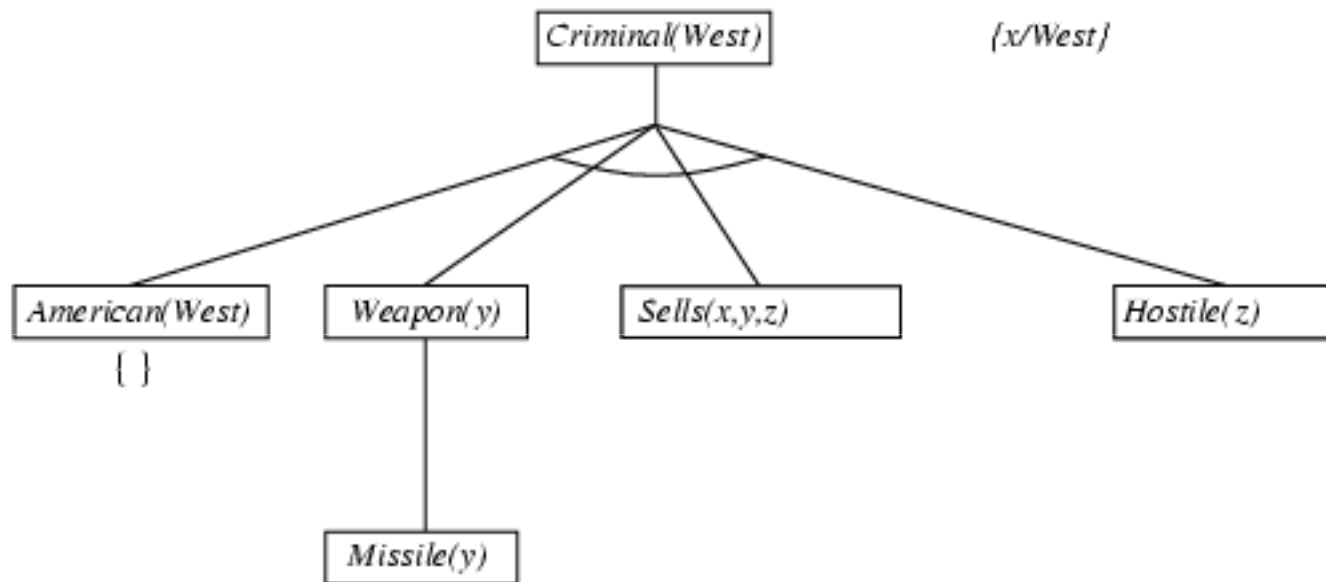 Criminal(West)
{x/West}
American(West)
Weapon(y)
Sells(x,y,z)
Hostile(z)
{ }
Missile(y)